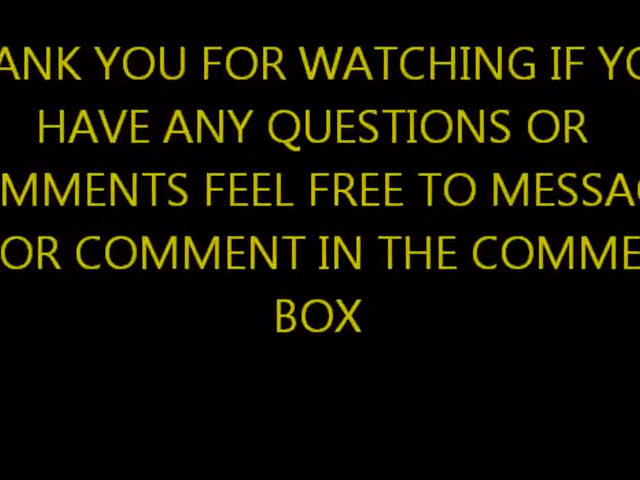 ANK YOU FOR WATCHING IF YO
HAVE ANY QUESTIONS OR
MMENTS FEEL FREE TO MESSA
OR COMMENT IN THE COMME
BOX